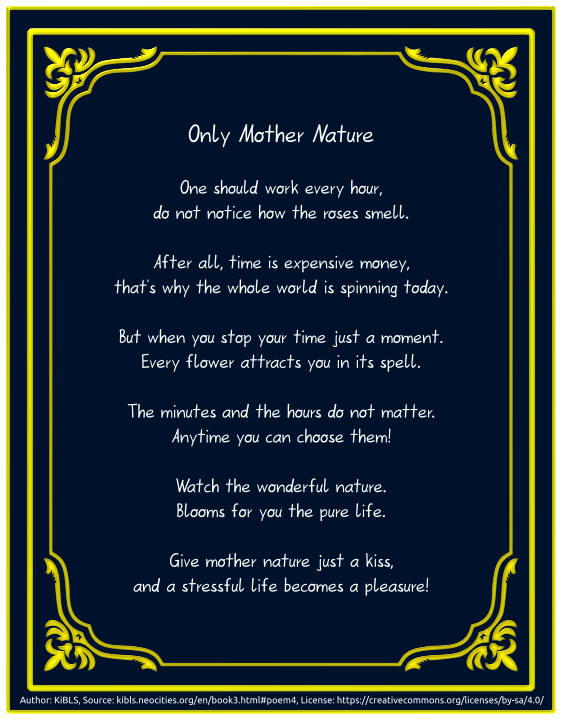 Only Mother Nature
One should work every hour,
do not notice how the roses smell.
After all, time is expensive money,
that's why the whole world is spinning today.
But when you stop your time just a moment.
Every flower attracts you in its spell.
The minutes and the hours do not matter.
Anytime you can choose them!
Watch the wonderful nature.
Blooms for you the pure life.
Give mother nature just a kiss,
and a stressful life becomes a pleasure!
Author: KiBLS, Source: kibls.neocities.org/en/book3.html#poem4, License: https://creativecommons.org/licenses/by-sa/4.0/